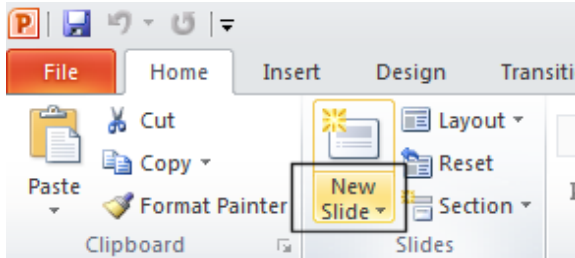 P
File Home Insert Design Transiti
Cut Layout
Copy Reset
Paste New
Format Painter Slide Section
Clipboard Slides